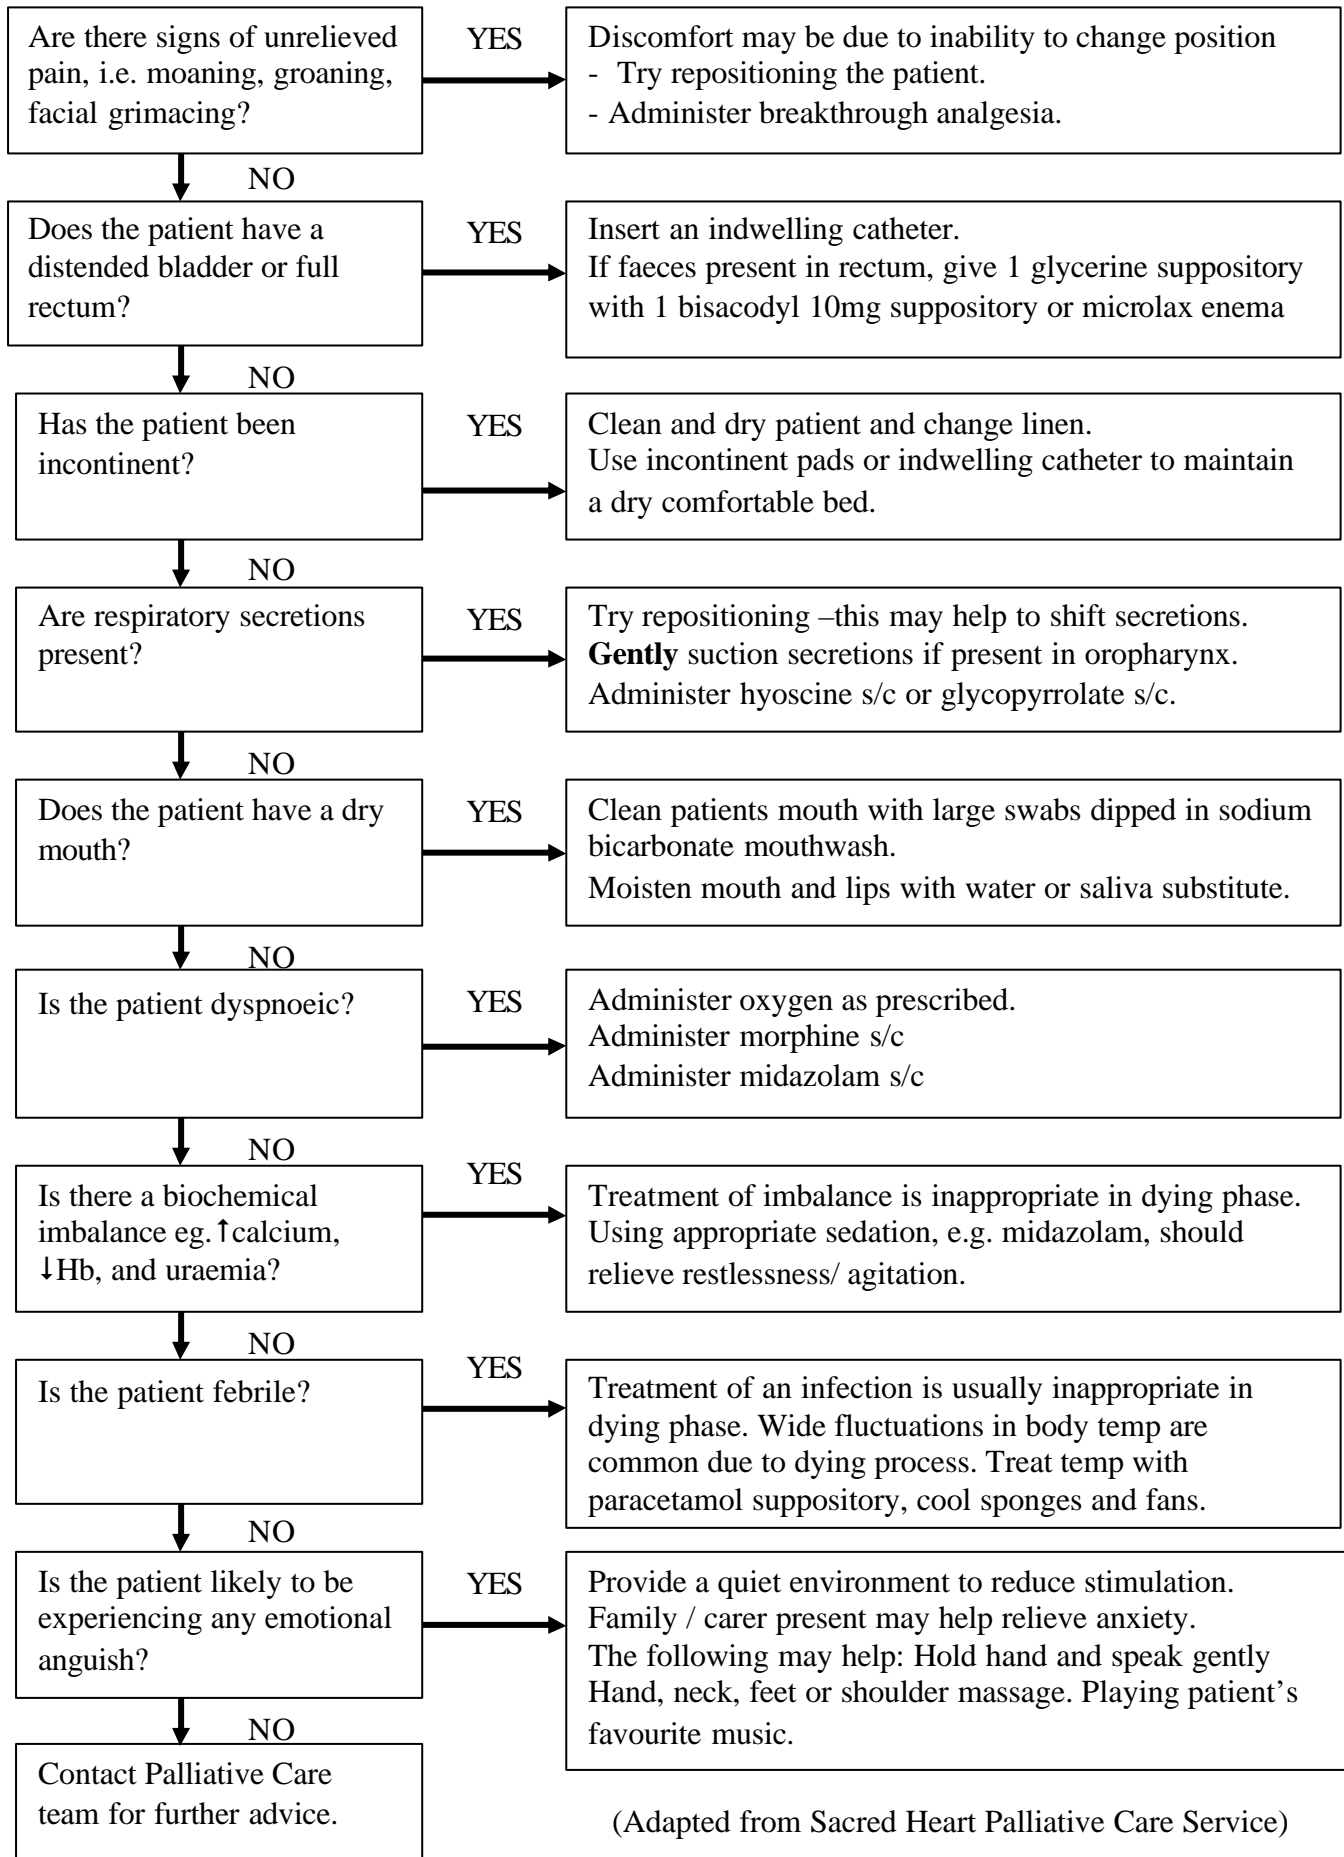 Are there signs of unrelieved
pain, i.e. moaning, groaning,
facial grimacing?
YES
Discomfort may be due to inability to change position
- Try repositioning the patient.
- Administer breakthrough analgesia.
NO
Does the patient have a
distended bladder or full
rectum?
YES
Insert an indwelling catheter.
If faeces present in rectum, give 1 glycerine suppository
with 1 bisacodyl 10mg suppository or microlax enema
NO
Has the patient been
incontinent?
YES
Clean and dry patient and change linen.
Use incontinent pads or indwelling catheter to maintain
a dry comfortable bed.
NO
Are respiratory secretions
present?
YES
Try repositioning –this may help to shift secretions.
Gently suction secretions if present in oropharynx.
Administer hyoscine s/c or glycopyrrolate s/c.
NO
Does the patient have a dry
mouth?
YES
Clean patients mouth with large swabs dipped in sodium
bicarbonate mouthwash.
Moisten mouth and lips with water or saliva substitute.
NO
Is the patient dyspnoeic?
YES
Administer oxygen as prescribed.
Administer morphine s/c
Administer midazolam s/c
NO
Is there a biochemical
imbalance eg. ↑calcium,
↓Hb, and uraemia?
YES
Treatment of imbalance is inappropriate in dying phase.
Using appropriate sedation, e.g. midazolam, should
relieve restlessness/ agitation.
NO
Is the patient febrile?
YES
Treatment of an infection is usually inappropriate in
dying phase. Wide fluctuations in body temp are
common due to dying process. Treat temp with
paracetamol suppository, cool sponges and fans.
NO
Is the patient likely to be
experiencing any emotional
anguish?
YES
Provide a quiet environment to reduce stimulation.
Family / carer present may help relieve anxiety.
The following may help: Hold hand and speak gently
Hand, neck, feet or shoulder massage. Playing patient's
favourite music.
NO
Contact Palliative Care
team for further advice.
(Adapted from Sacred Heart Palliative Care Service)